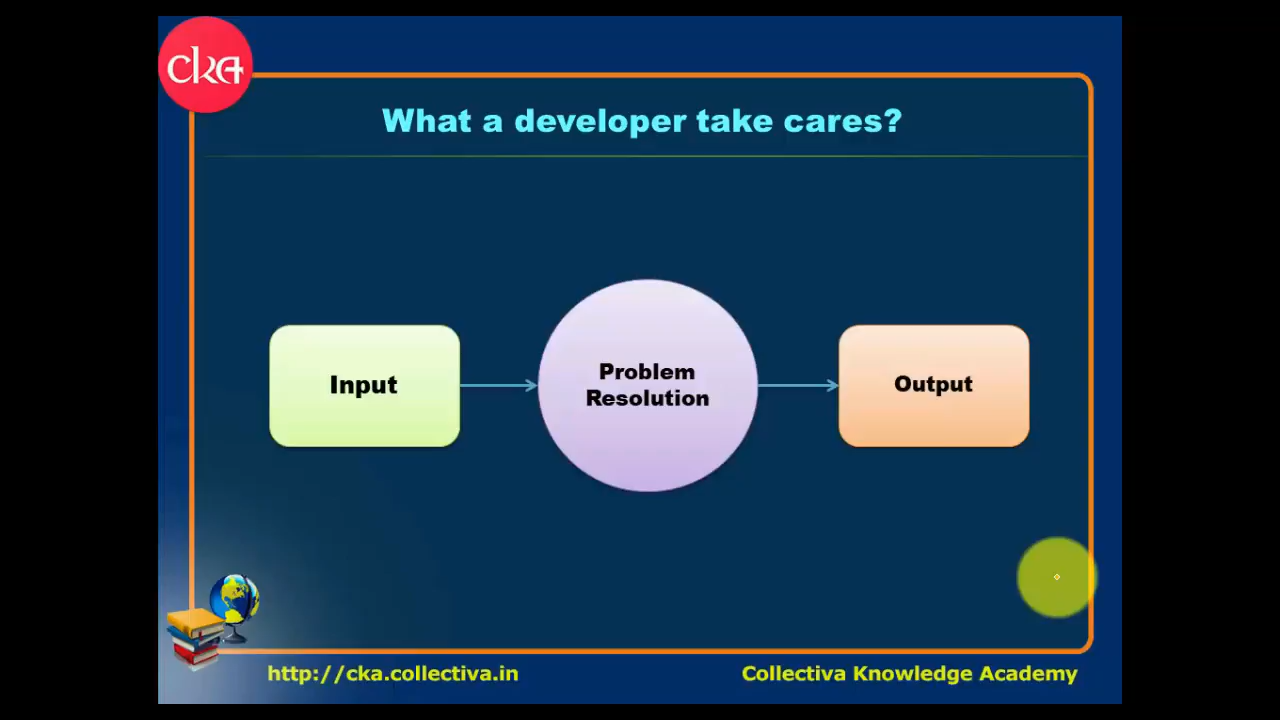 cka
What a developer take cares?
Input
Problem
Resolution
Output
http://cka.collectiva.in
Collectiva Knowledge Academy